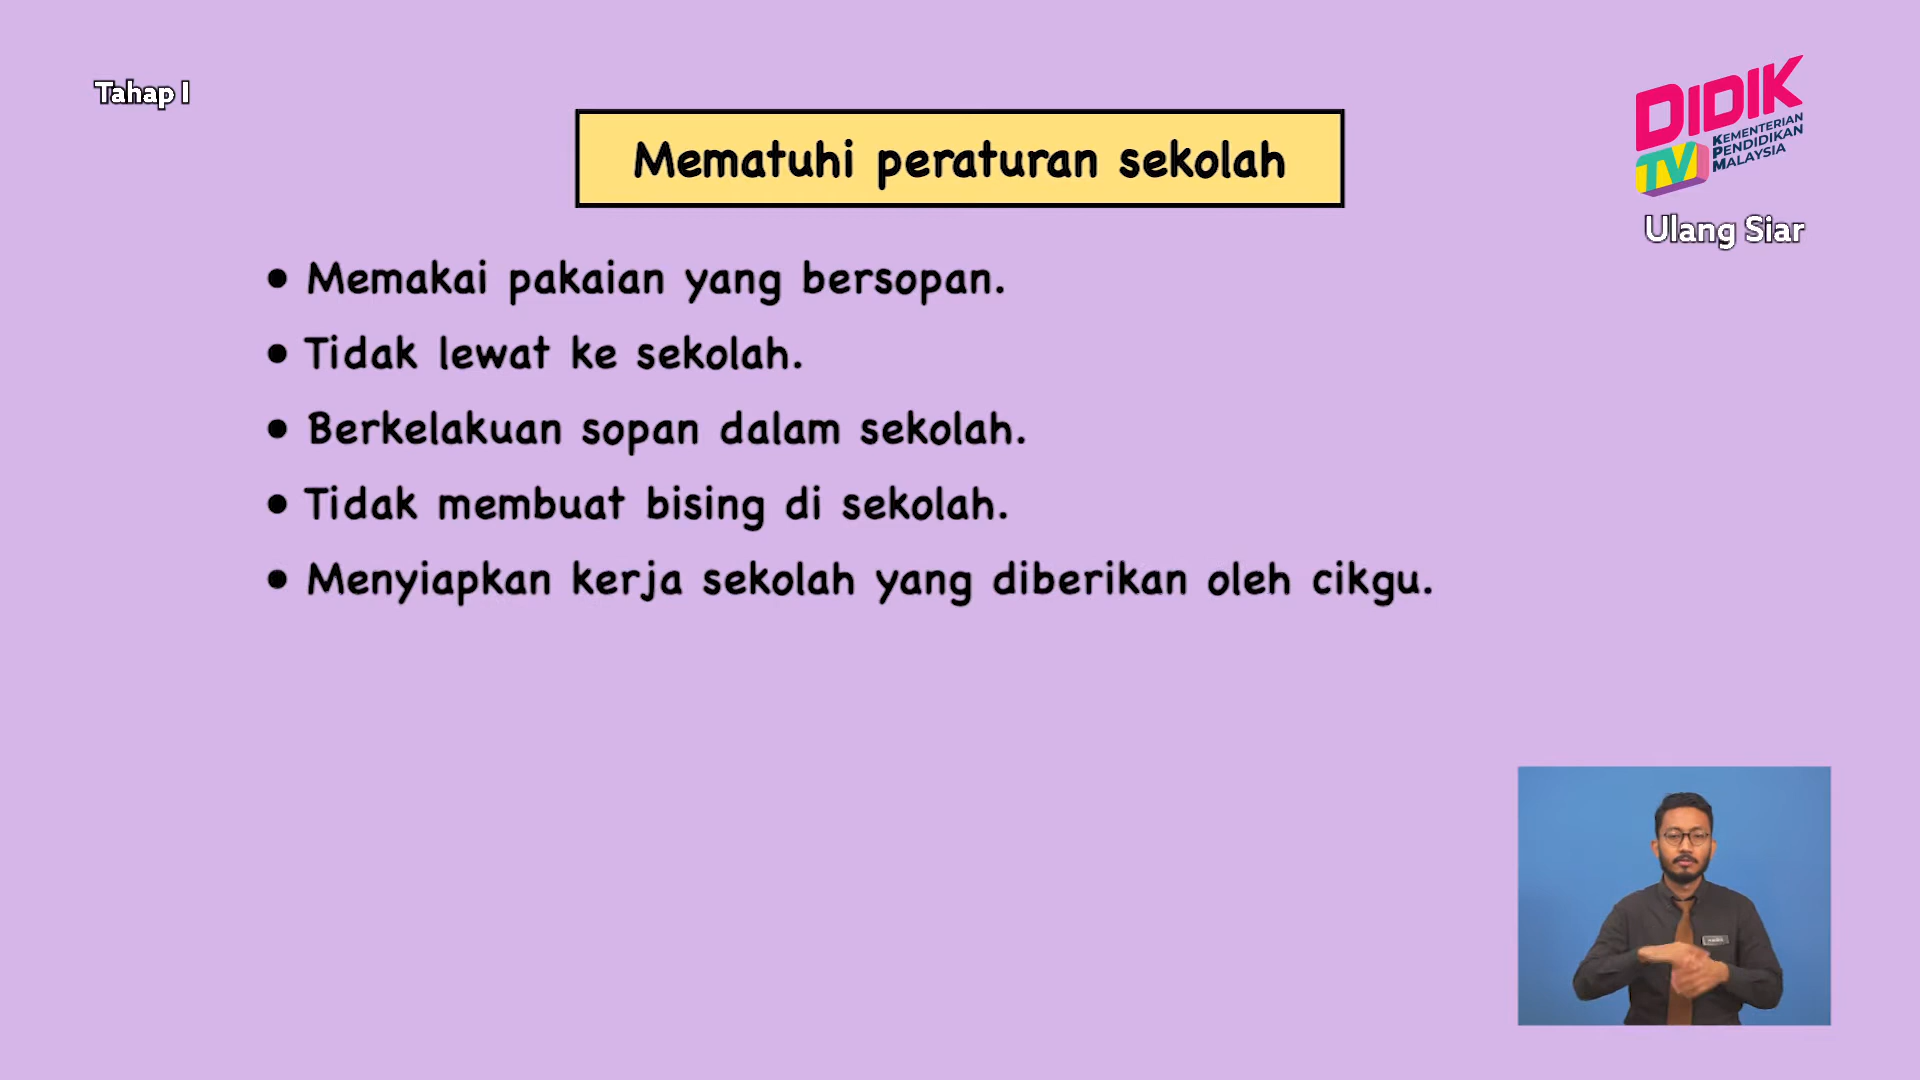 Tahap I
DIDIK
TV
KEMENTERIAN
PENDIDIKAN
MALAYSIA
Ulang Siar
Mematuhi peraturan sekolah
• Memakai pakaian yang bersopan.
• Tidak lewat ke sekolah.
• Berkelakuan sopan dalam sekolah.
• Tidak membuat bising di sekolah.
• Menyiapkan kerja sekolah yang diberikan oleh cikgu.